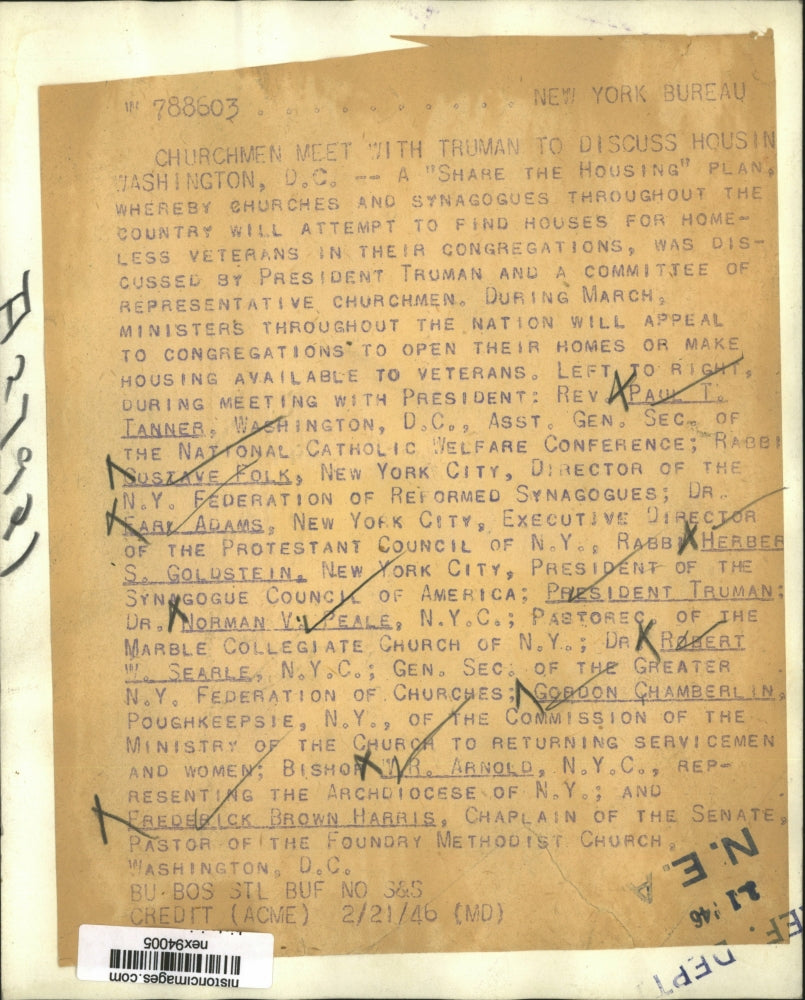 788603 . . . . . . . . . . . . NEW YORK BUREAU
CHURCHMEN MEET WITH TRUMAN TO DISCUSS HOUSIN
WASHINGTON, D.C. -- A "SHARE THE HOUSING" PLAN,
WHEREBY CHURCHES AND SYNAGOGUES THROUGHOUT THE
COUNTRY WILL ATTEMPT TO FIND HOUSES FOR HOME-
LESS VETERANS IN THEIR CONGREGATIONS, WAS DIS-
CUSSED BY PRESIDENT TRUMAN AND A COMMITTEE OF
REPRESENTATIVE CHURCHMEN. DURING MARCH,
MINISTERS THROUGHOUT THE NATION WILL APPEAL
TO CONGREGATIONS TO OPEN THEIR HOMES OR MAKE
HOUSING AVAILABLE TO VETERANS. LEFT TO RIGHT,
DURING MEETING WITH PRESIDENT: REV. PAUL T.
TANNER, WASHINGTON, D.C., ASST. GEN. SEC. OF
THE NATIONAL CATHOLIC WELFARE CONFERENCE; RABBI
GUSTAVE FOLK, NEW YORK CITY, DIRECTOR OF THE
N.Y. FEDERATION OF REFORMED SYNAGOGUES; DR.
EARL ADAMS, NEW YORK CITY, EXECUTIVE DIRECTOR
OF THE PROTESTANT COUNCIL OF N.Y., RABBI HERBER
S. GOLDSTEIN, NEW YORK CITY, PRESIDENT OF THE
SYNAGOGUE COUNCIL OF AMERICA; PRESIDENT TRUMAN;
DR. NORMAN V. PEALE, N.Y.C.; PASTOREC, OF THE
MARBLE COLLEGIATE CHURCH OF N.Y.; DR. ROBERT
W. SEARLE, N.Y.C.; GEN. SEC. OF THE GREATER
N.Y. FEDERATION OF CHURCHES; GORDON CHAMBERLIN,
POUGHKEEPSIE, N.Y., OF THE COMMISSION OF THE
MINISTRY OF THE CHURCH TO RETURNING SERVICEMEN
AND WOMEN; BISHOP W.R. ARNOLD, N.Y.C., REP-
RESENTING THE ARCHDIOCESE OF N.Y.; AND
FREDERICK BROWN HARRIS, CHAPLAIN OF THE SENATE,
PASTOR OF THE FOUNDRY METHODIST CHURCH,
WASHINGTON, D.C.
BU BOS STL BUF NO S&S
CREDIT (ACME) 2/21/46 (MD)
N.E.A
21 '46
REF. DEPT
historicimages.com
nex94005